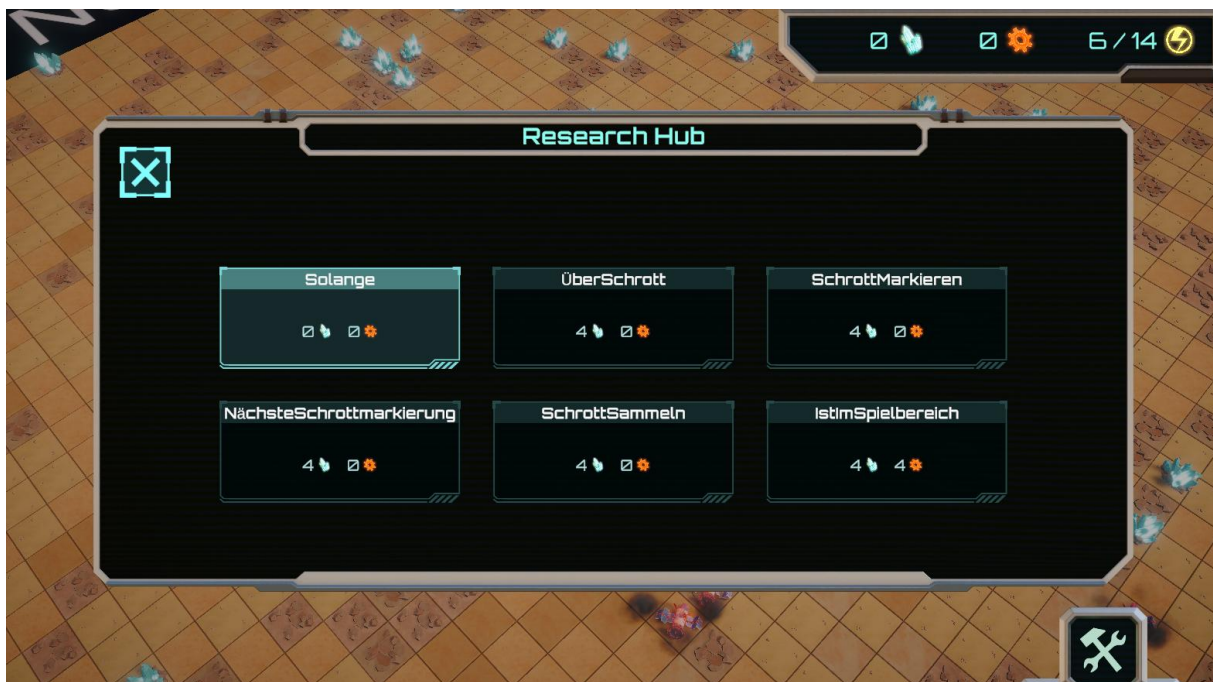 0 0 6/14
Research Hub
Solange
0 0
ÜberSchrott
4 0
SchrottMarkieren
4 0
NächsteSchrottmarkierung
4 0
SchrottSammeln
4 0
IstImSpielbereich
4 4